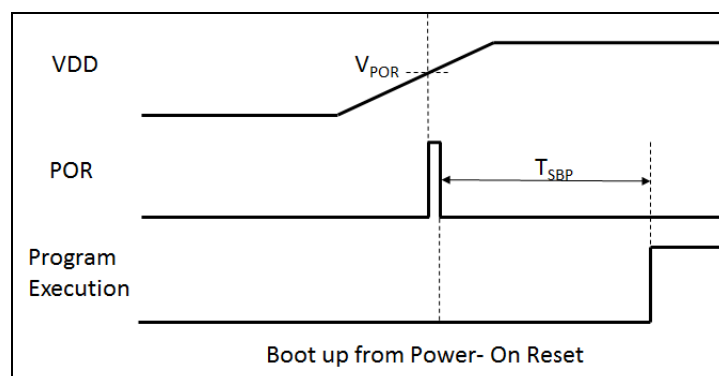 VDD
VPOR
POR
TSBP
Program
Execution
Boot up from Power- On Reset